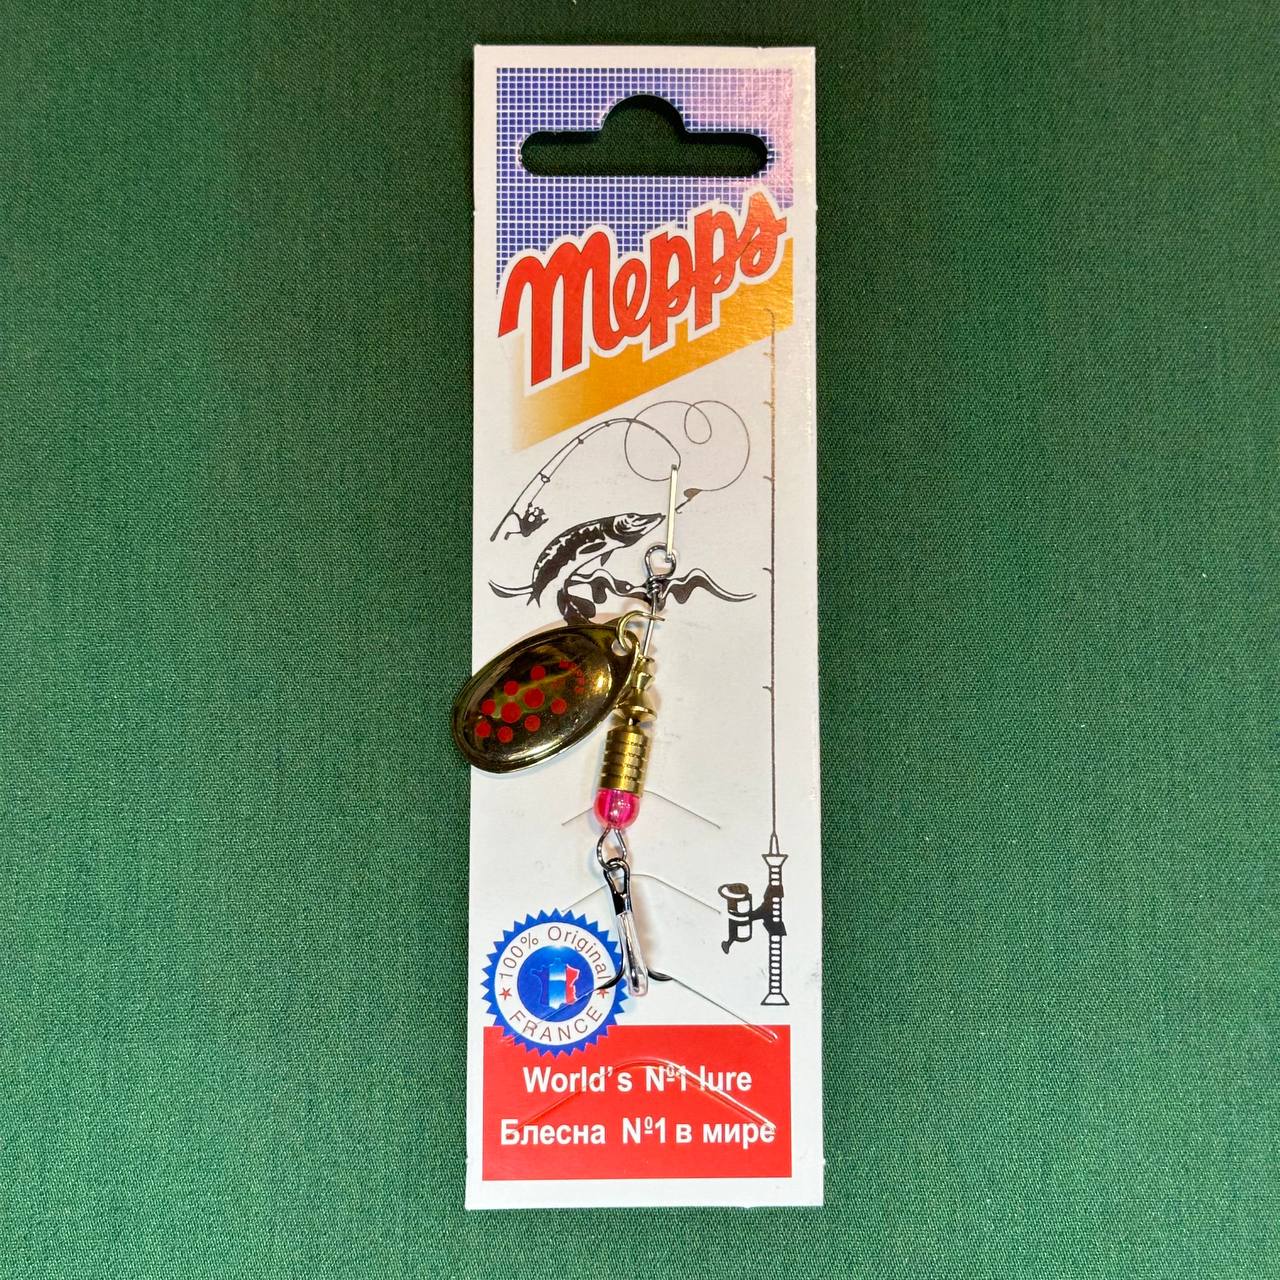 Mepps
100% Original
FRANCE
World's №1 lure
Блесна №1 в мире